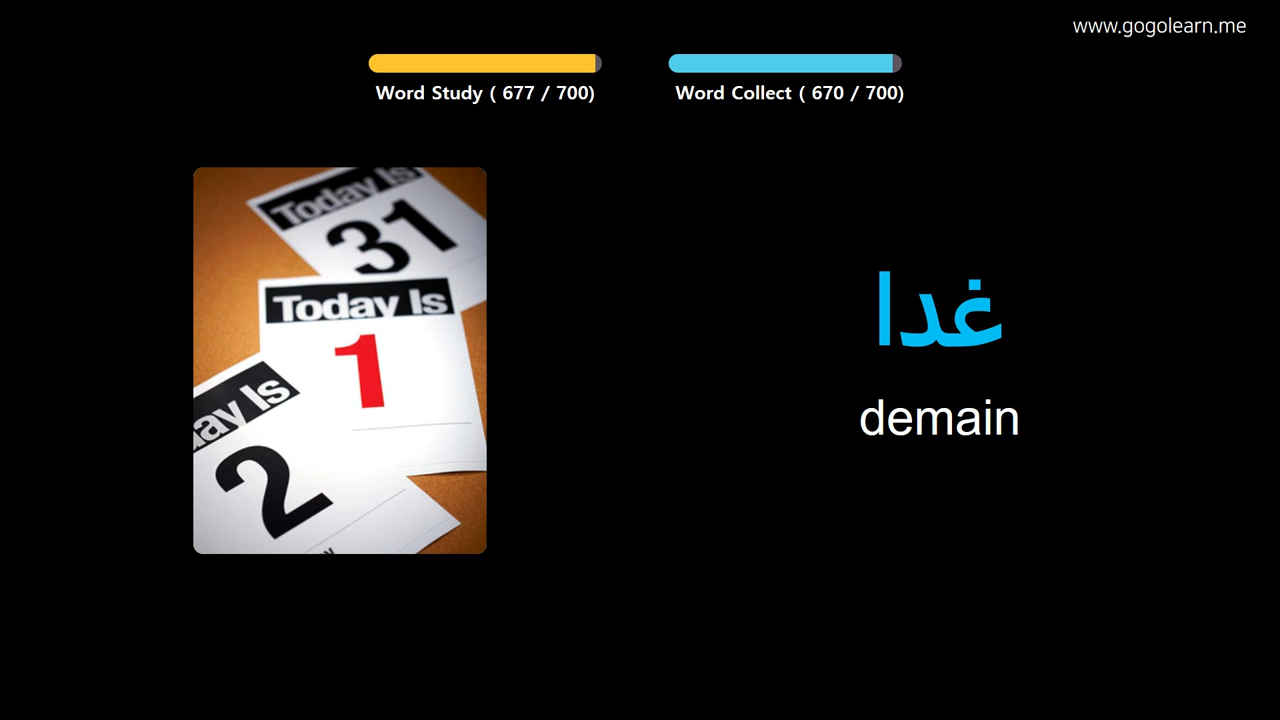 www.gogolearn.me
Word Study ( 677 / 700)
Word Collect ( 670 / 700)
Today Is
31
Today Is
1
ay Is
2
غدا
demain